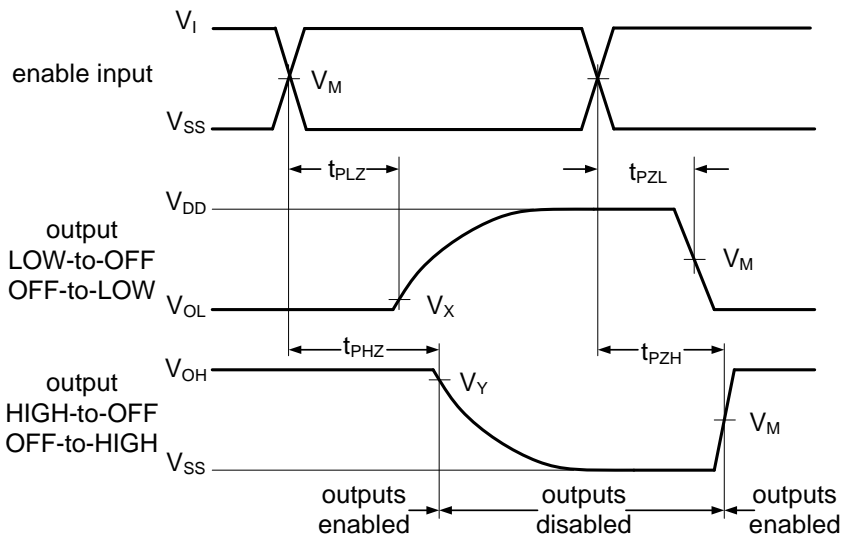 V_I
enable input
V_M
V_SS
t_PLZ
t_PZL
V_DD
output
LOW-to-OFF
OFF-to-LOW
V_M
V_OL
V_X
t_PHZ
t_PZH
V_OH
output
HIGH-to-OFF
OFF-to-HIGH
V_Y
V_M
V_SS
outputs
enabled
outputs
disabled
outputs
enabled